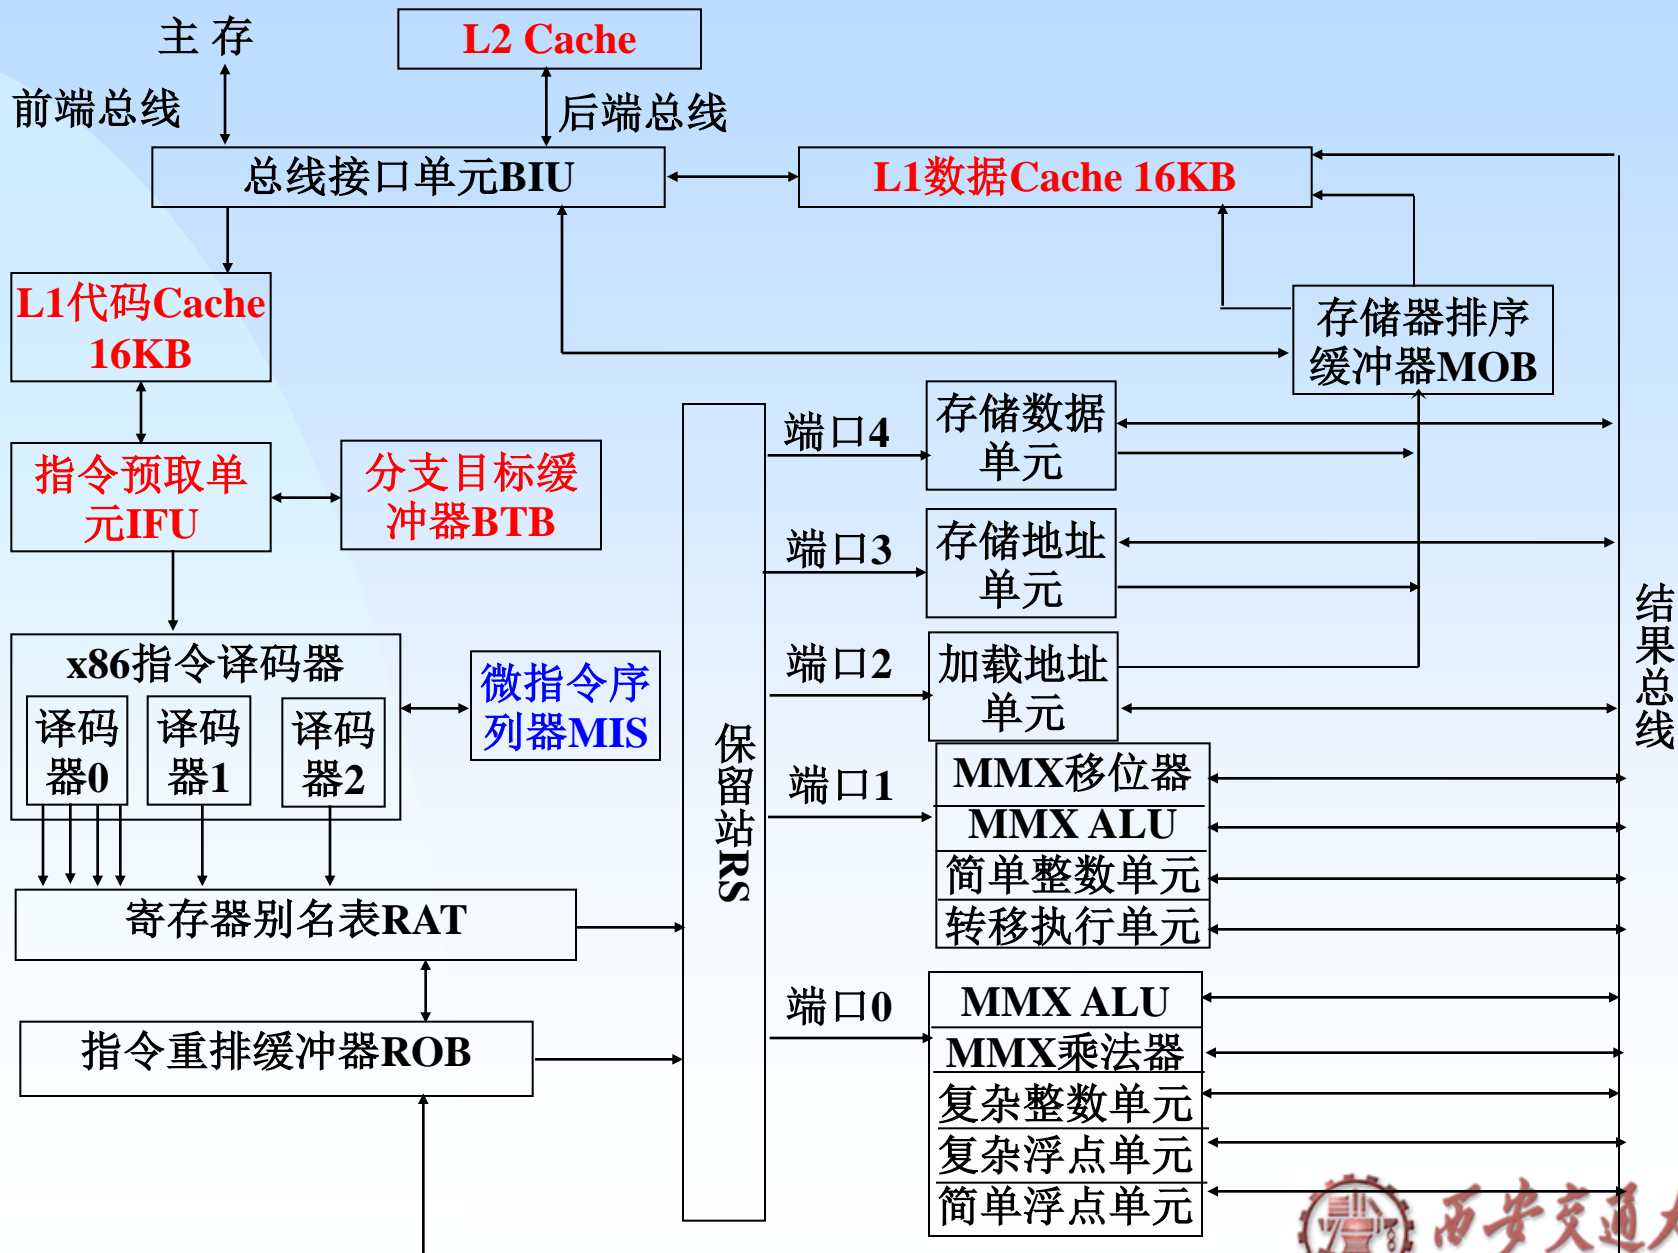 主 存
L2 Cache
前端总线
后端总线
总线接口单元BIU
L1数据Cache 16KB
L1代码Cache
16KB
存储器排序
缓冲器MOB
指令预取单
元IFU
分支目标缓
冲器BTB
端口4
存储数据
单元
端口3
存储地址
单元
端口2
加载地址
单元
x86指令译码器
译码
器0
译码
器1
译码
器2
微指令序
列器MIS
保留站RS
端口1
MMX移位器
MMX ALU
简单整数单元
转移执行单元
结果总线
寄存器别名表RAT
指令重排缓冲器ROB
端口0
MMX ALU
MMX乘法器
复杂整数单元
复杂浮点单元
简单浮点单元
西安交通大